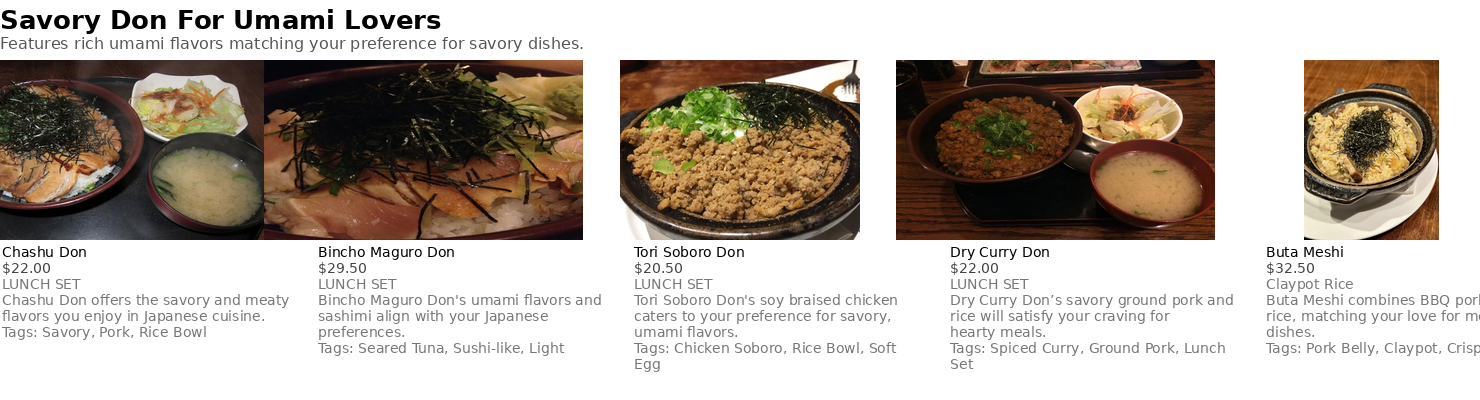 Savory Don For Umami Lovers
Features rich umami flavors matching your preference for savory dishes.
Chashu Don
$22.00
LUNCH SET
Chashu Don offers the savory and meaty
flavors you enjoy in Japanese cuisine.
Tags: Savory, Pork, Rice Bowl
Bincho Maguro Don
$29.50
LUNCH SET
Bincho Maguro Don's umami flavors and
sashimi align with your Japanese
preferences.
Tags: Seared Tuna, Sushi-like, Light
Tori Soboro Don
$20.50
LUNCH SET
Tori Soboro Don's soy braised chicken
caters to your preference for savory,
umami flavors.
Tags: Chicken Soboro, Rice Bowl, Soft
Egg
Dry Curry Don
$22.00
LUNCH SET
Dry Curry Don’s savory ground pork and
rice will satisfy your craving for
hearty meals.
Tags: Spiced Curry, Ground Pork, Lunch
Set
Buta Meshi
$32.50
Claypot Rice
Buta Meshi combines BBQ
rice, matching your love for
dishes.
Tags: Pork Belly, Claypot,